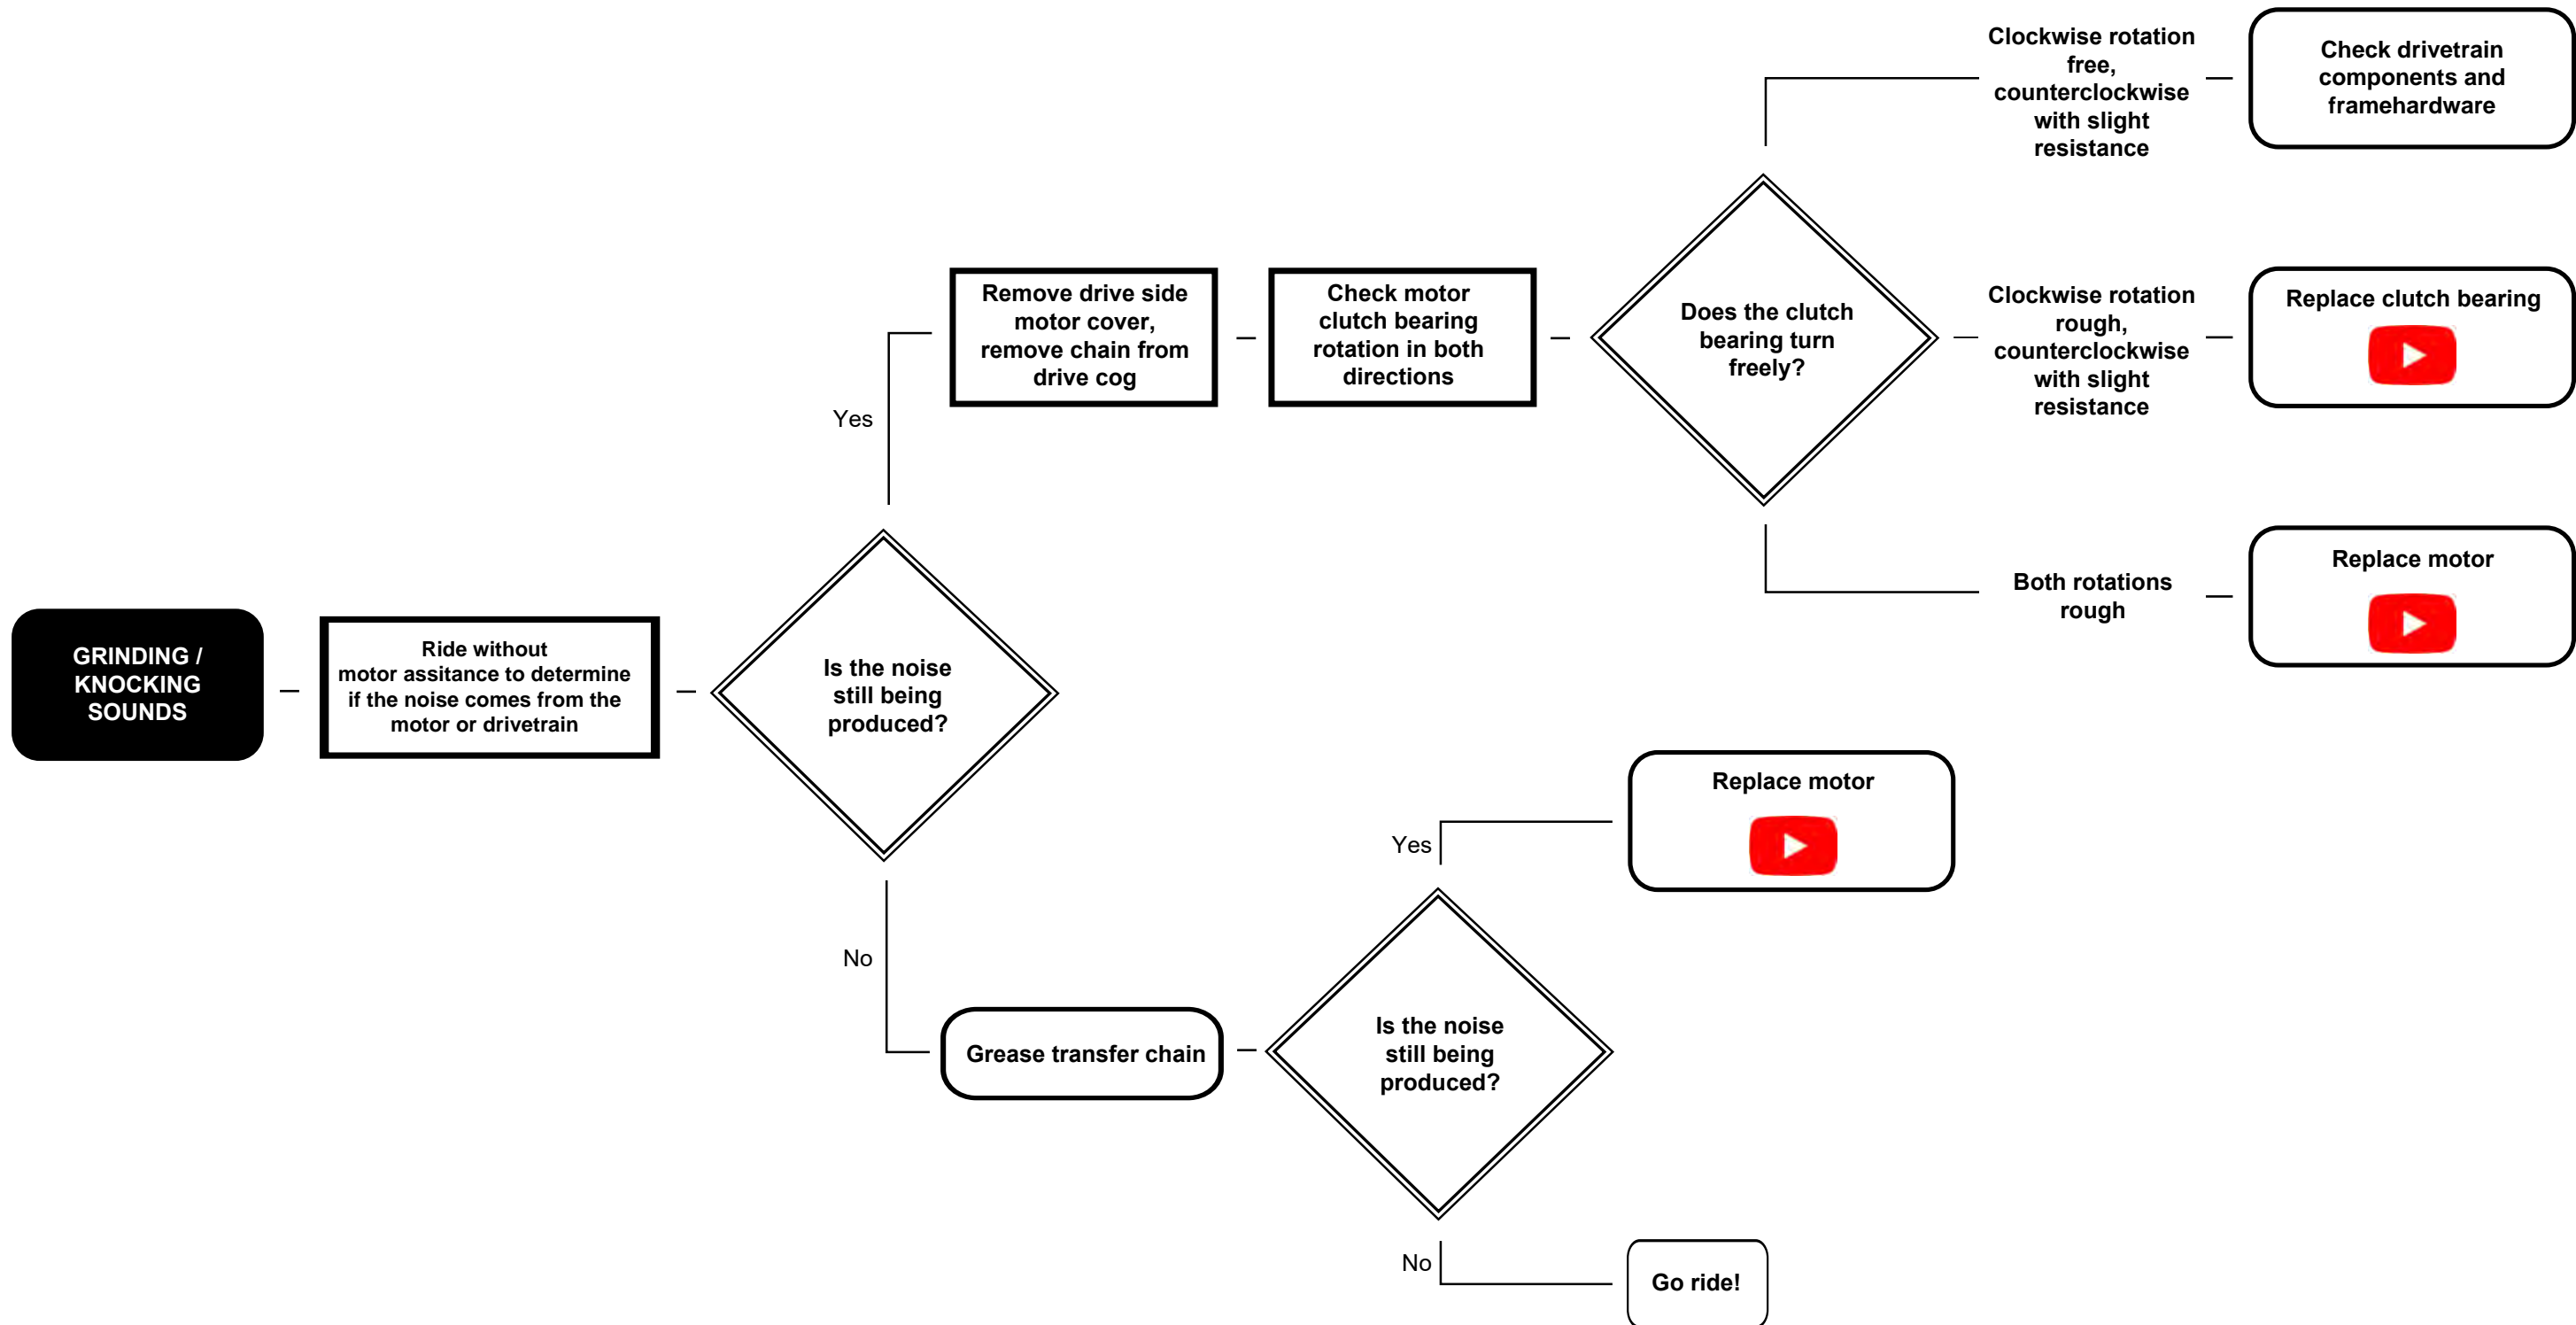 GRINDING /
KNOCKING
SOUNDS
Ride without
motor assitance to determine
if the noise comes from the
motor or drivetrain
Is the noise
still being
produced?
Yes
Remove drive side
motor cover,
remove chain from
drive cog
Check motor
clutch bearing
rotation in both
directions
Does the clutch
bearing turn
freely?
Clockwise rotation
free,
counterclockwise
with slight
resistance
Check drivetrain
components and
framehardware
Clockwise rotation
rough,
counterclockwise
with slight
resistance
Replace clutch bearing
Both rotations
rough
Replace motor
No
Grease transfer chain
Is the noise
still being
produced?
Yes
Replace motor
No
Go ride!